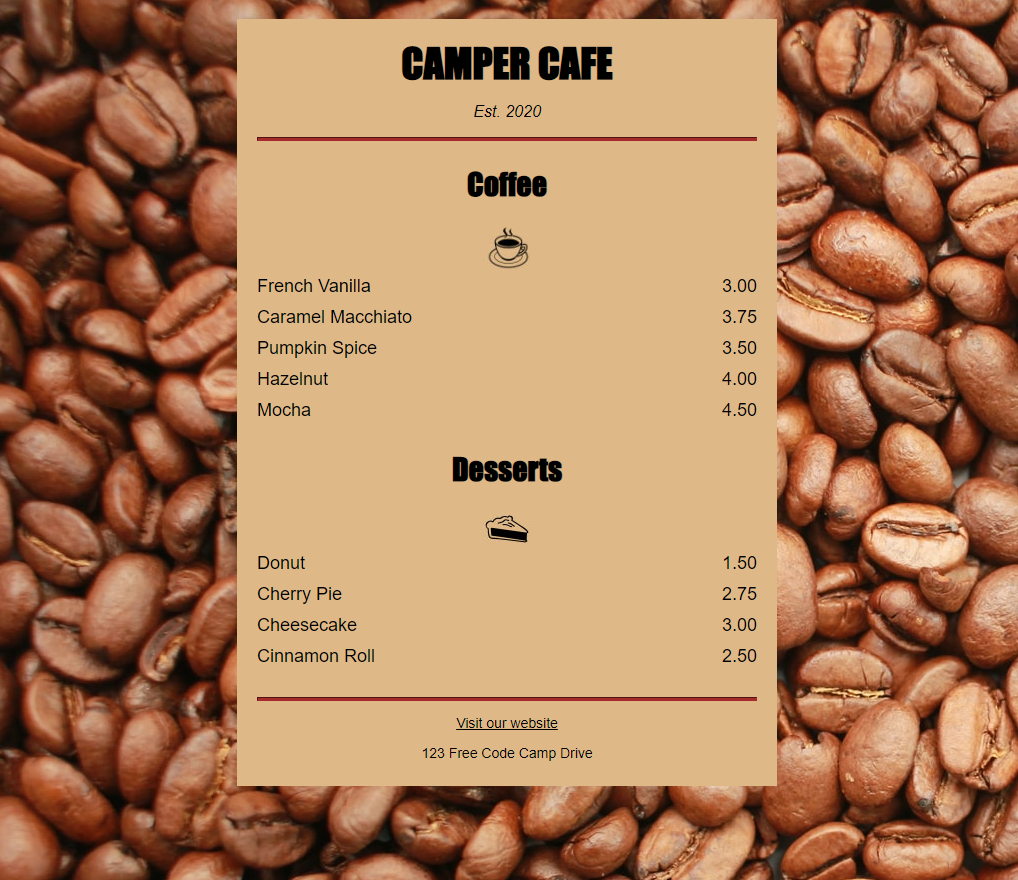 CAMPER CAFE
Est. 2020
Coffee
French Vanilla 3.00
Caramel Macchiato 3.75
Pumpkin Spice 3.50
Hazelnut 4.00
Mocha 4.50
Desserts
Donut 1.50
Cherry Pie 2.75
Cheesecake 3.00
Cinnamon Roll 2.50
Visit our website
123 Free Code Camp Drive